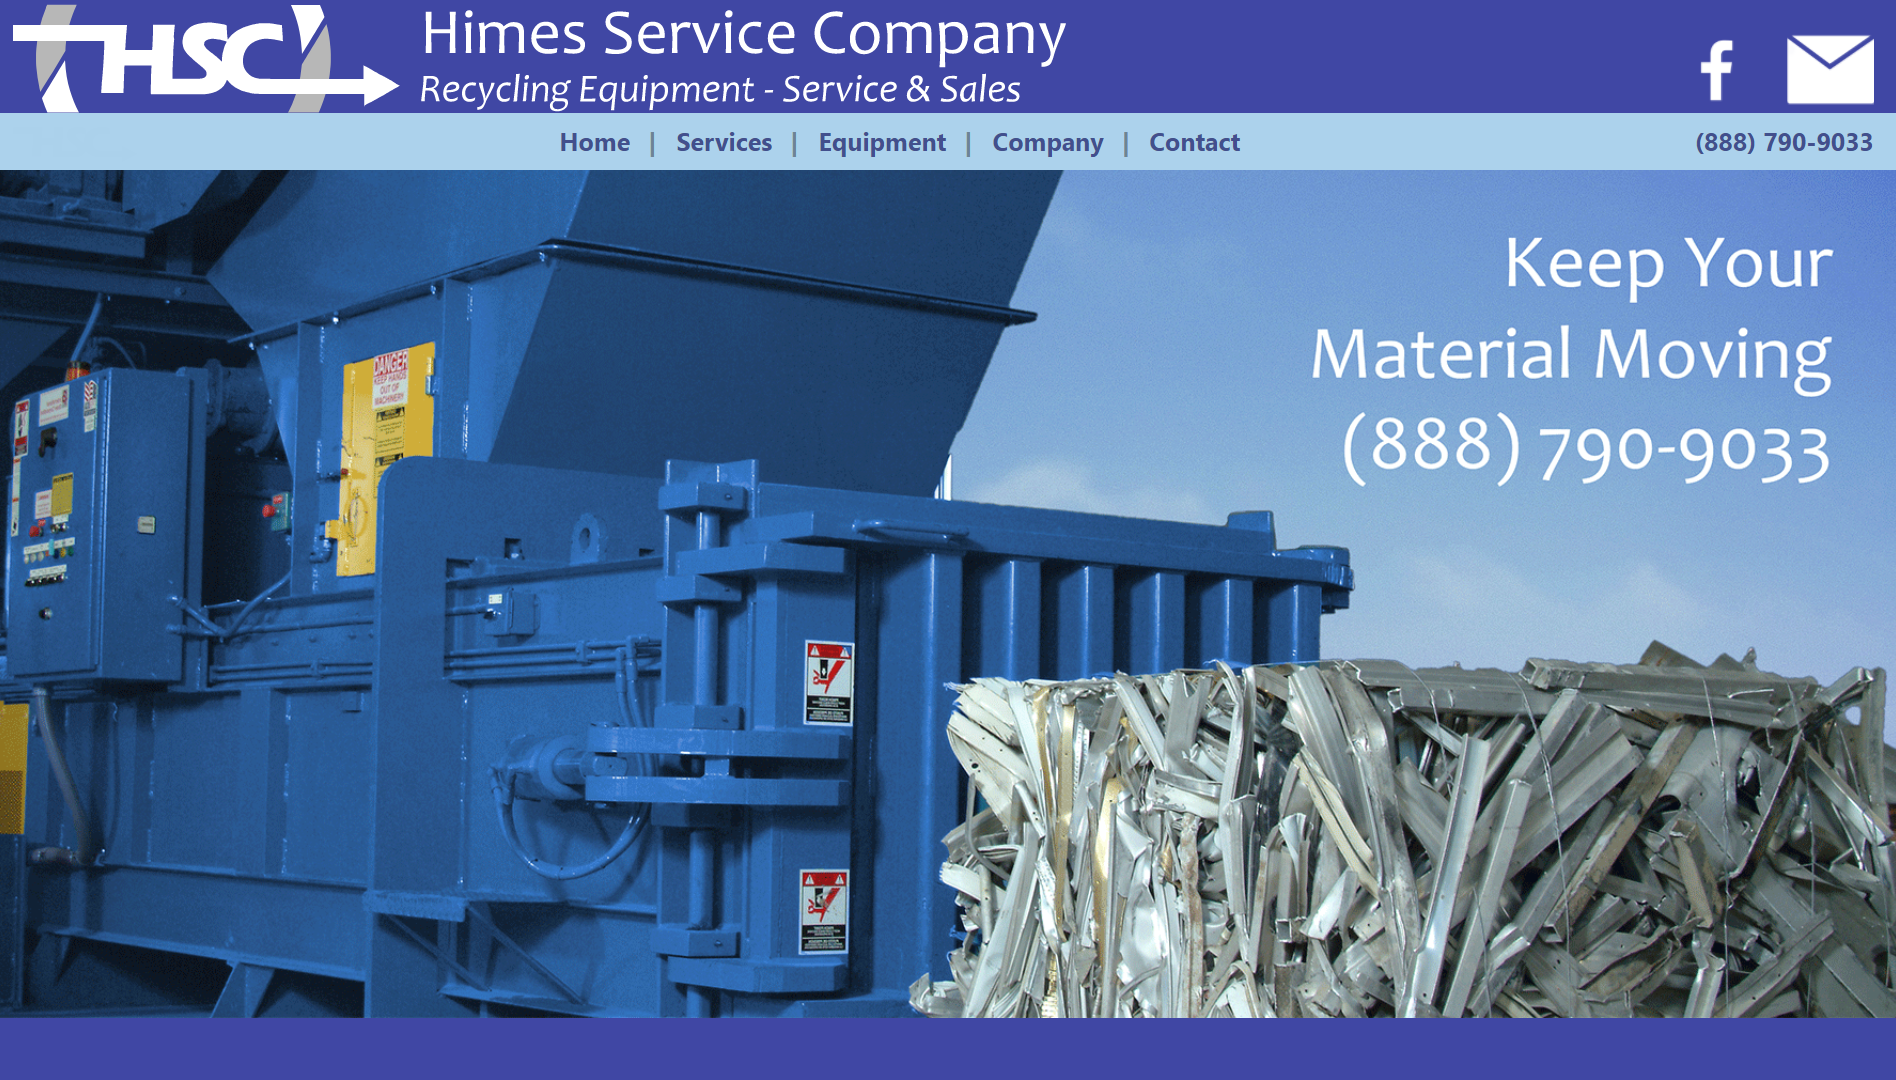 HSC
Himes Service Company
Recycling Equipment - Service & Sales
Home | Services | Equipment | Company | Contact
(888) 790-9033
Keep Your
Material Moving
(888) 790-9033
DANGER
KEEP HANDS
OUT OF
MACHINERY